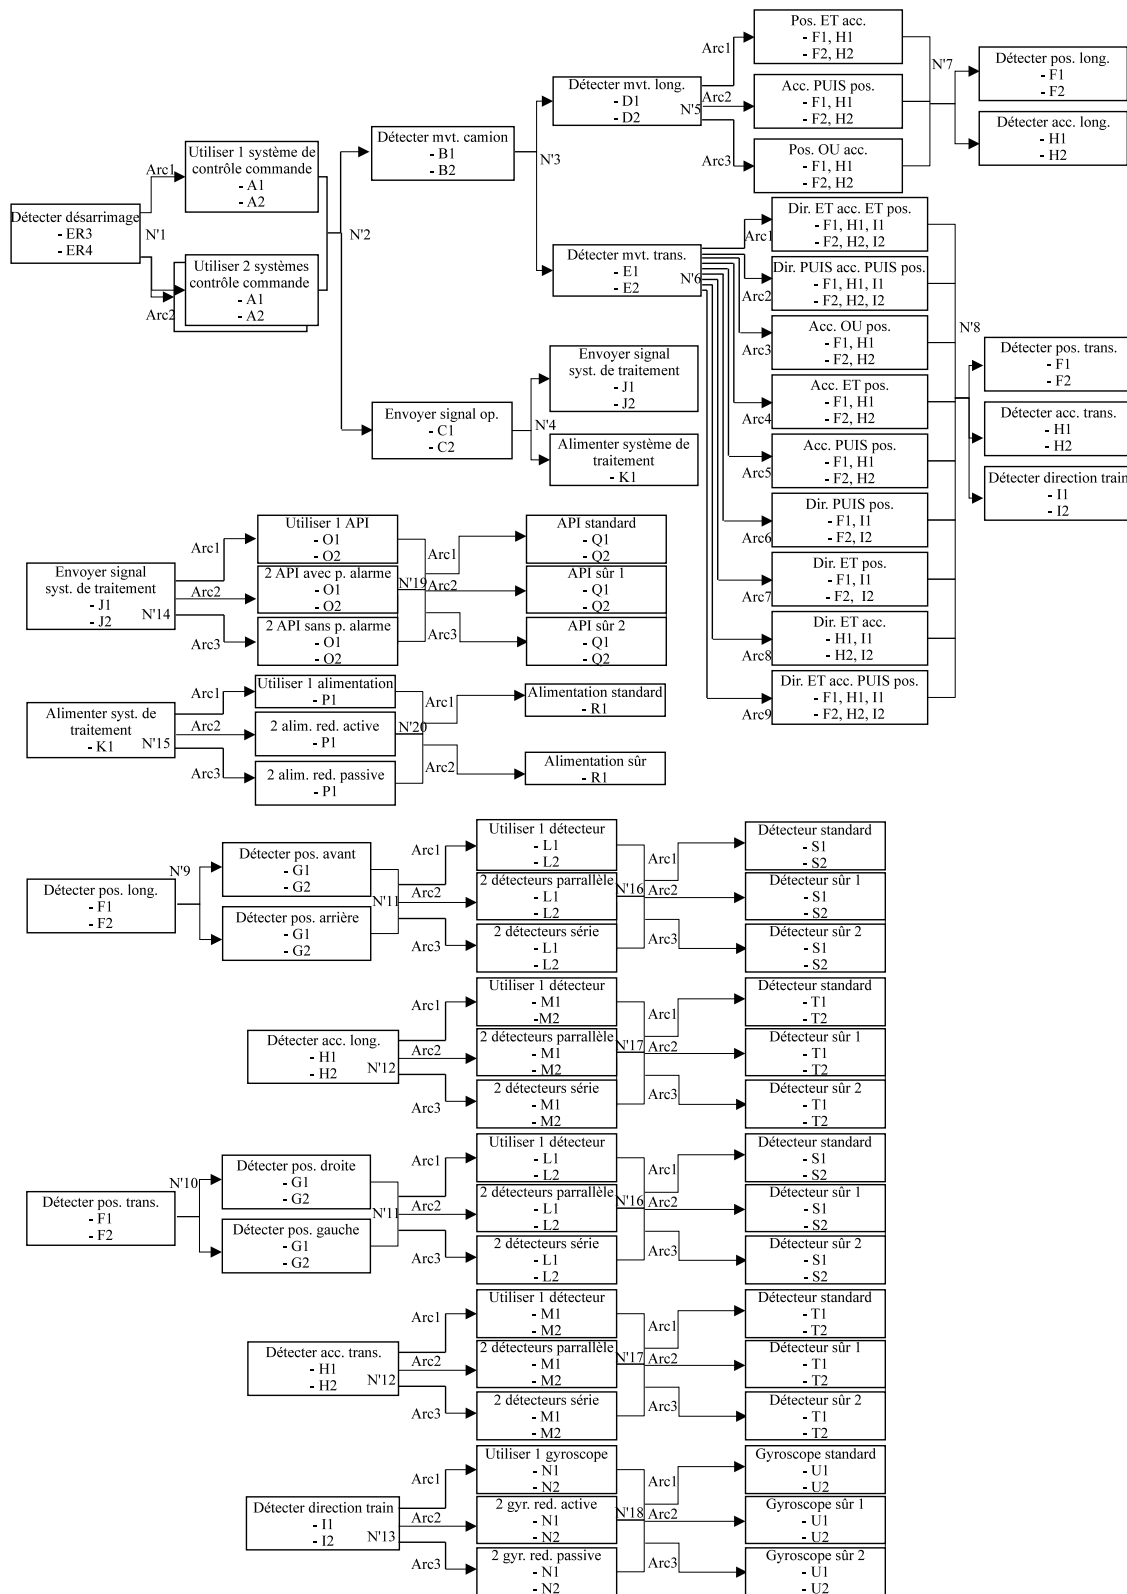 Détecter désarrimage
- ER3
- ER4
N'1
Arc1
Arc2
Utiliser 1 système de
contrôle commande
- A1
- A2
Utiliser 2 systèmes
contrôle commande
- A1
- A2
N'2
Détecter mvt. camion
- B1
- B2
N'3
Envoyer signal op.
- C1
- C2
N'4
Détecter mvt. long.
- D1
- D2
N'5
Arc1
Arc2
Arc3
Pos. ET acc.
- F1, H1
- F2, H2
Acc. PUIS pos.
- F1, H1
- F2, H2
Pos. OU acc.
- F1, H1
- F2, H2
N'7
Détecter pos. long.
- F1
- F2
Détecter acc. long.
- H1
- H2
Détecter mvt. trans.
- E1
- E2
N'6
Arc1
Arc2
Arc3
Arc4
Arc5
Arc6
Arc7
Arc8
Arc9
Dir. ET acc. ET pos.
- F1, H1, I1
- F2, H2, I2
Dir. PUIS acc. PUIS pos.
- F1, H1, I1
- F2, H2, I2
Acc. OU pos.
- F1, H1
- F2, H2
Acc. ET pos.
- F1, H1
- F2, H2
Acc. PUIS pos.
- F1, H1
- F2, H2
Dir. PUIS pos.
- F1, I1
- F2, I2
Dir. ET pos.
- F1, I1
- F2, I2
Dir. ET acc.
- H1, I1
- H2, I2
Dir. ET acc. PUIS pos.
- F1, H1, I1
- F2, H2, I2
N'8
Détecter pos. trans.
- F1
- F2
Détecter acc. trans.
- H1
- H2
Détecter direction train
- I1
- I2
Envoyer signal
syst. de traitement
- J1
- J2
Alimenter système de
traitement
- K1
Envoyer signal
syst. de traitement
- J1
- J2
N'14
Arc1
Arc2
Arc3
Utiliser 1 API
- O1
- O2
2 API avec p. alarme
- O1
- O2
2 API sans p. alarme
- O1
- O2
N'19
Arc1
Arc2
Arc3
API standard
- Q1
- Q2
API sûr 1
- Q1
- Q2
API sûr 2
- Q1
- Q2
Alimenter syst. de
traitement
- K1
N'15
Arc1
Arc2
Arc3
Utiliser 1 alimentation
- P1
2 alim. red. active
- P1
2 alim. red. passive
- P1
N'20
Arc1
Arc2
Alimentation standard
- R1
Alimentation sûr
- R1
Détecter pos. long.
- F1
- F2
N'9
Détecter pos. avant
- G1
- G2
Détecter pos. arrière
- G1
- G2
N'11
Arc1
Arc2
Arc3
Utiliser 1 détecteur
- L1
- L2
2 détecteurs parrallèle
- L1
- L2
2 détecteurs série
- L1
- L2
N'16
Arc1
Arc2
Arc3
Détecteur standard
- S1
- S2
Détecteur sûr 1
- S1
- S2
Détecteur sûr 2
- S1
- S2
Détecter acc. long.
- H1
- H2
N'12
Arc1
Arc2
Arc3
Utiliser 1 détecteur
- M1
-M2
2 détecteurs parrallèle
- M1
- M2
2 détecteurs série
- M1
- M2
N'17
Arc1
Arc2
Arc3
Détecteur standard
- T1
- T2
Détecteur sûr 1
- T1
- T2
Détecteur sûr 2
- T1
- T2
Détecter pos. trans.
- F1
- F2
N'10
Détecter pos. droite
- G1
- G2
Détecter pos. gauche
- G1
- G2
N'11
Arc1
Arc2
Arc3
Utiliser 1 détecteur
- L1
- L2
2 détecteurs parrallèle
- L1
- L2
2 détecteurs série
- L1
- L2
N'16
Arc1
Arc2
Arc3
Détecteur standard
- S1
- S2
Détecteur sûr 1
- S1
- S2
Détecteur sûr 2
- S1
- S2
Détecter acc. trans.
- H1
- H2
N'12
Arc1
Arc2
Arc3
Utiliser 1 détecteur
- M1
- M2
2 détecteurs parrallèle
- M1
- M2
2 détecteurs série
- M1
- M2
N'17
Arc1
Arc2
Arc3
Détecteur standard
- T1
- T2
Détecteur sûr 1
- T1
- T2
Détecteur sûr 2
- T1
- T2
Détecter direction train
- I1
- I2
N'13
Arc1
Arc2
Arc3
Utiliser 1 gyroscope
- N1
- N2
2 gyr. red. active
- N1
- N2
2 gyr. red. passive
- N1
- N2
N'18
Arc1
Arc2
Arc3
Gyroscope standard
- U1
- U2
Gyroscope sûr 1
- U1
- U2
Gyroscope sûr 2
- U1
- U2